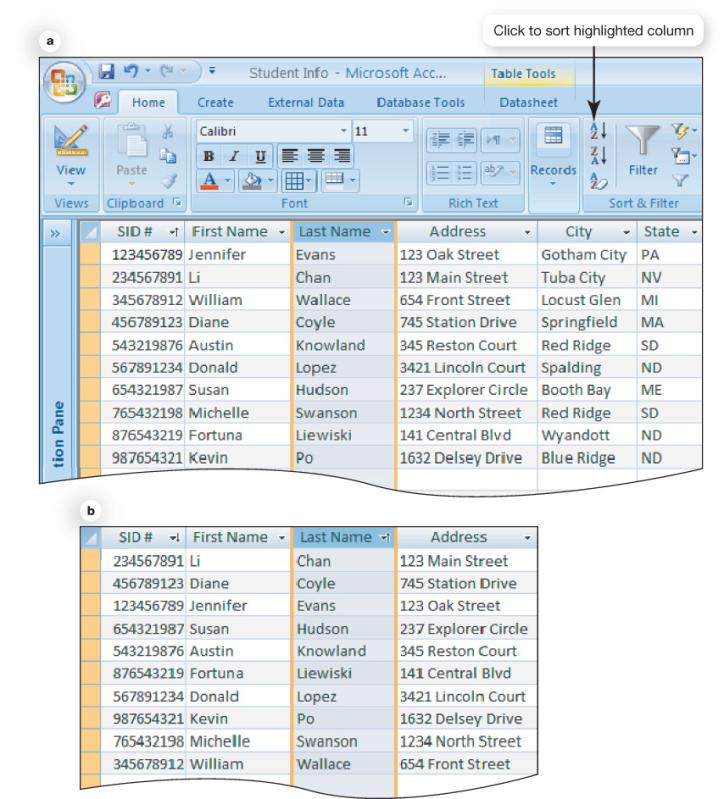 Click to sort highlighted column
a
Student Info - Microsoft Acc... Table Tools
Home Create External Data Database Tools Datasheet
Calibri 11
View Paste B I U A ab Records A Z Z A A Z Filter
Views Clipboard Font Rich Text Sort & Filter
SID # First Name Last Name Address City State
123456789 Jennifer Evans 123 Oak Street Gotham City PA
234567891 Li Chan 123 Main Street Tuba City NV
345678912 William Wallace 654 Front Street Locust Glen MI
456789123 Diane Coyle 745 Station Drive Springfield MA
543219876 Austin Knowland 345 Reston Court Red Ridge SD
567891234 Donald Lopez 3421 Lincoln Court Spalding ND
654321987 Susan Hudson 237 Explorer Circle Booth Bay ME
765432198 Michelle Swanson 1234 North Street Red Ridge SD
876543219 Fortuna Liewiski 141 Central Blvd Wyandott ND
987654321 Kevin Po 1632 Delsey Drive Blue Ridge ND
tion Pane
b
SID # First Name Last Name Address
234567891 Li Chan 123 Main Street
456789123 Diane Coyle 745 Station Drive
123456789 Jennifer Evans 123 Oak Street
654321987 Susan Hudson 237 Explorer Circle
543219876 Austin Knowland 345 Reston Court
876543219 Fortuna Liewiski 141 Central Blvd
567891234 Donald Lopez 3421 Lincoln Court
987654321 Kevin Po 1632 Delsey Drive
765432198 Michelle Swanson 1234 North Street
345678912 William Wallace 654 Front Street